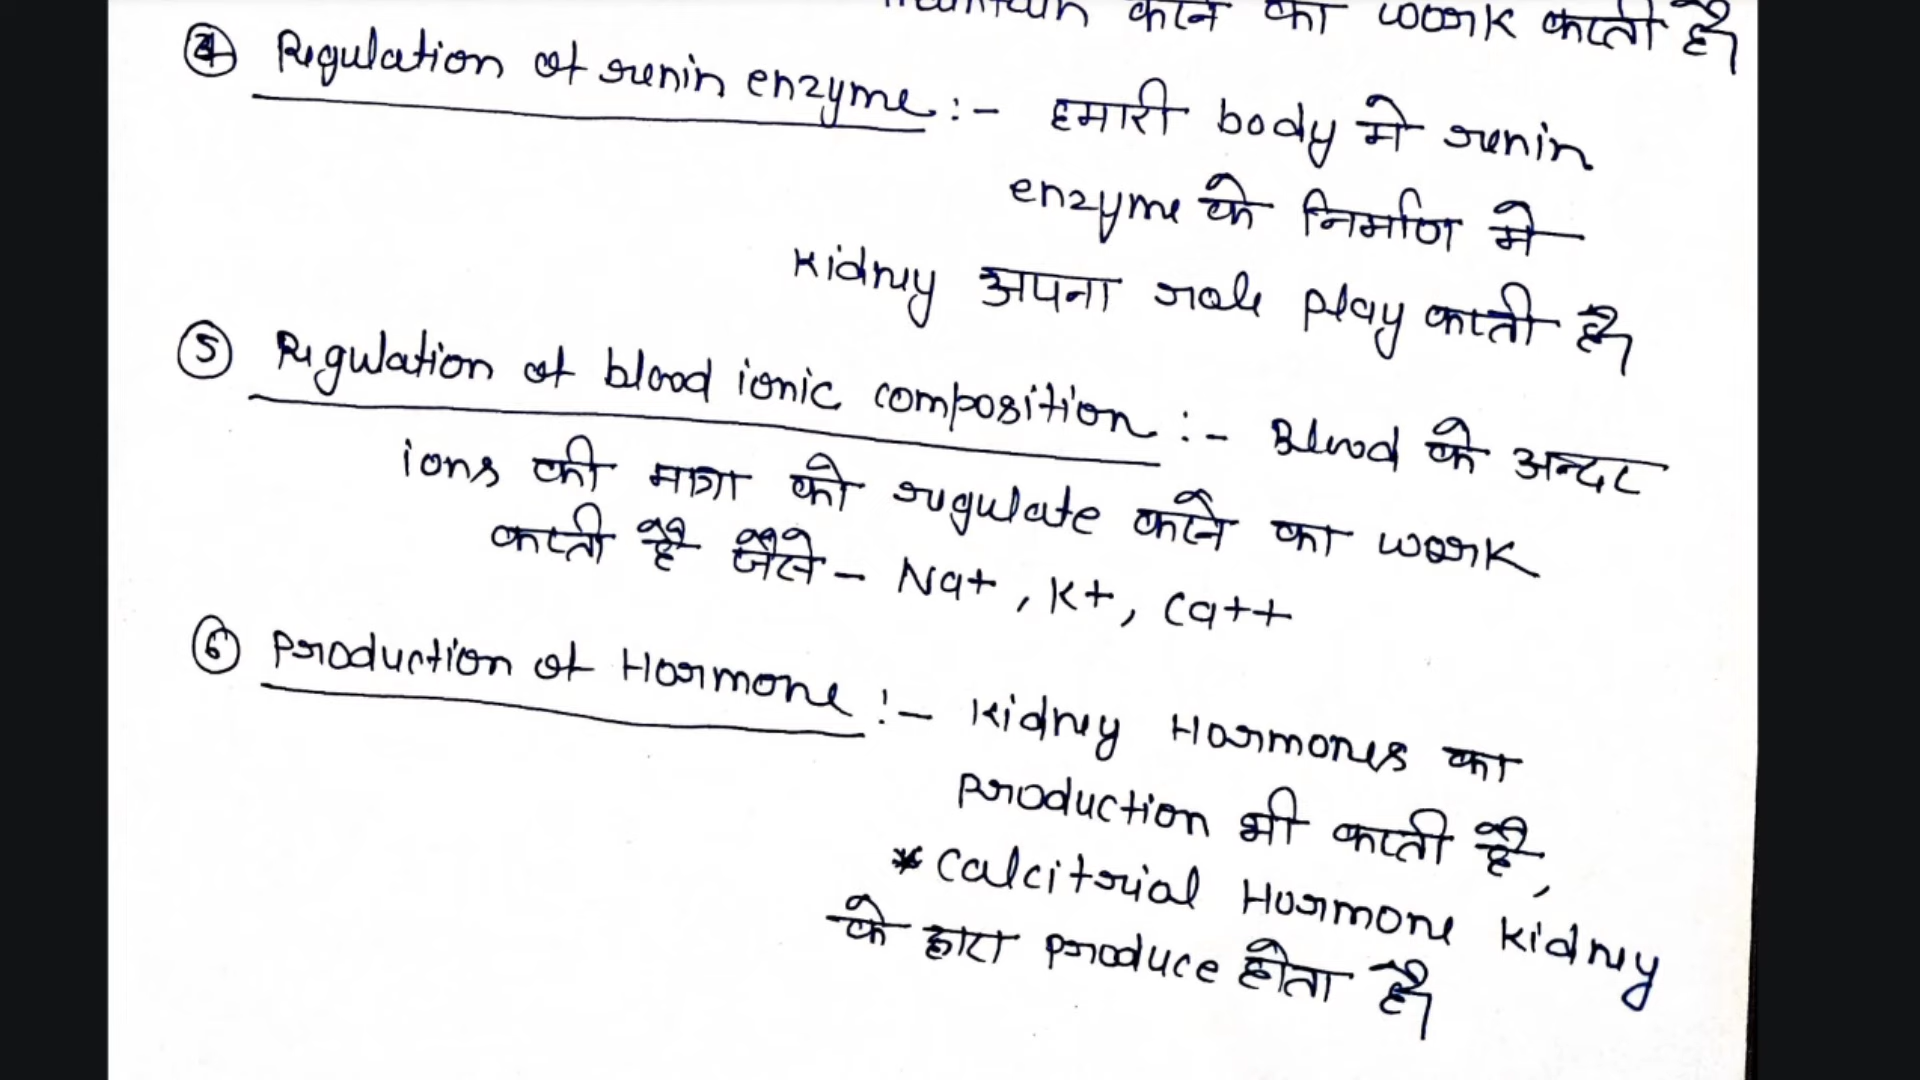 maintain करने का work करती है।
④ Regulation of renin enzyme :- हमारी body मे renin
enzyme के निर्माण मे
Kidney अपना role play करती है।
⑤ Regulation of blood ionic composition :- Blood के अन्दर
ions की मात्रा को regulate करने का work
करती है जैसे - Na+, K+, Ca++
⑥ Production of Hormone :- Kidney Hormones का
Production भी करती है,
* Calcitrial Hormone Kidney
के द्वारा produce होता है।